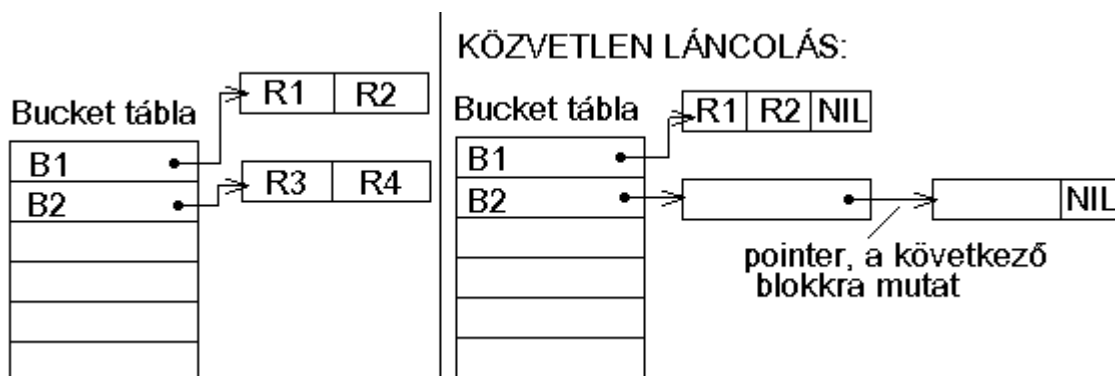 Bucket tábla
R1 R2
B1
R3 R4
B2
KÖZVETLEN LÁNCOLÁS:
Bucket tábla
R1 R2 NIL
B1
B2
NIL
pointer, a következő
blokkra mutat